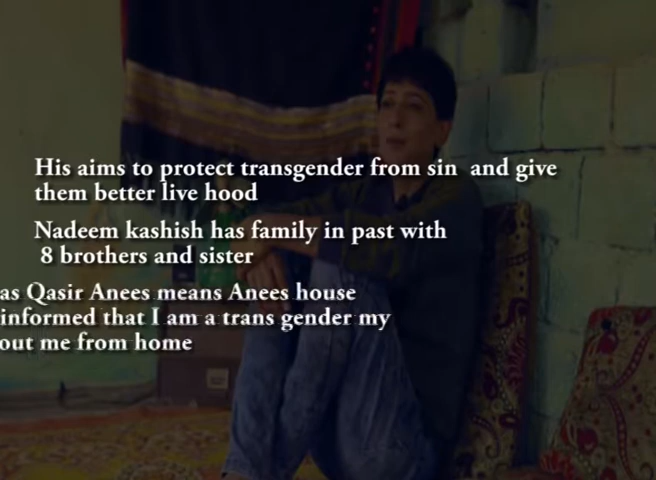 His aims to protect transgender from sin and give
them better live hood
Nadeem kashish has family in past with
8 brothers and sister
as Qasir Anees means Anees house
informed that I am a trans gender my
out me from home